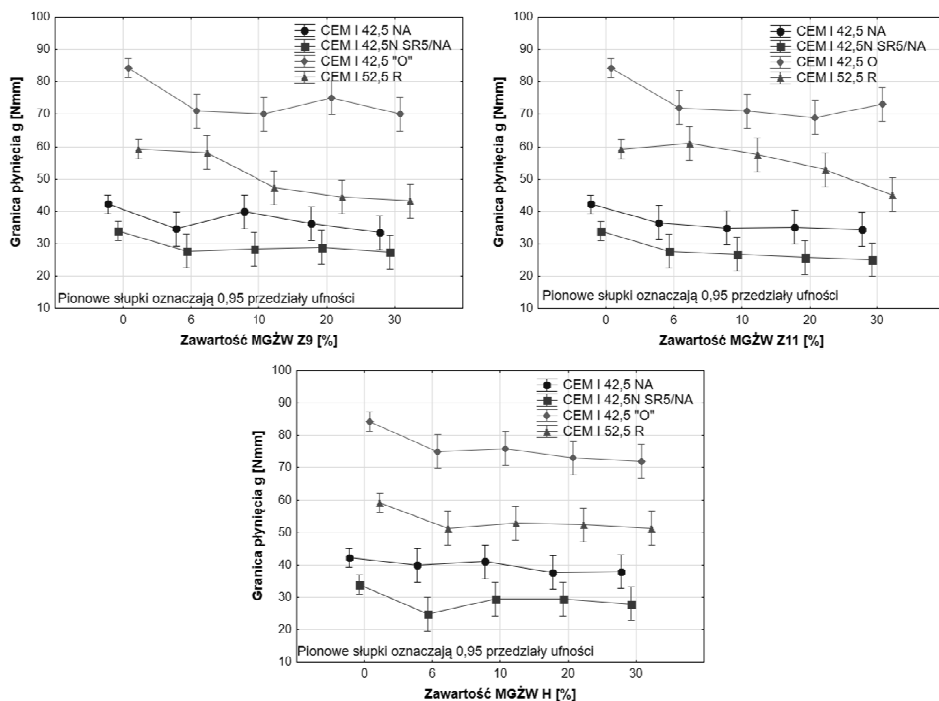 CEM I 42,5 NA
CEM I 42,5N SR5/NA
CEM I 42,5 "O"
CEM I 52,5 R
Granica płynięcia g [Nmm]
100
90
80
70
60
50
40
30
20
10
Pionowe słupki oznaczają 0,95 przedziały ufności
0 6 10 20 30
Zawartość MGŻW Z9 [%]
CEM I 42,5 NA
CEM I 42,5N SR5/NA
CEM I 42,5 O
CEM I 52,5 R
Granica płynięcia g [Nmm]
100
90
80
70
60
50
40
30
20
10
Pionowe słupki oznaczają 0,95 przedziały ufności
0 6 10 20 30
Zawartość MGŻW Z11 [%]
CEM I 42,5 NA
CEM I 42,5N SR5/NA
CEM I 42,5 "O"
CEM I 52,5 R
Granica płynięcia g [Nmm]
100
90
80
70
60
50
40
30
20
10
Pionowe słupki oznaczają 0,95 przedziały ufności
0 6 10 20 30
Zawartość MGŻW H [%]